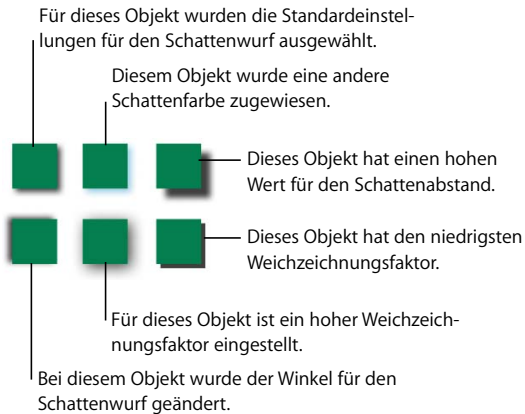 Für dieses Objekt wurden die Standardeinstel-
lungen für den Schattenwurf ausgewählt.
Diesem Objekt wurde eine andere
Schattenfarbe zugewiesen.
Dieses Objekt hat einen hohen
Wert für den Schattenabstand.
Dieses Objekt hat den niedrigsten
Weichzeichnungsfaktor.
Für dieses Objekt ist ein hoher Weichzeich-
nungsfaktor eingestellt.
Bei diesem Objekt wurde der Winkel für den
Schattenwurf geändert.